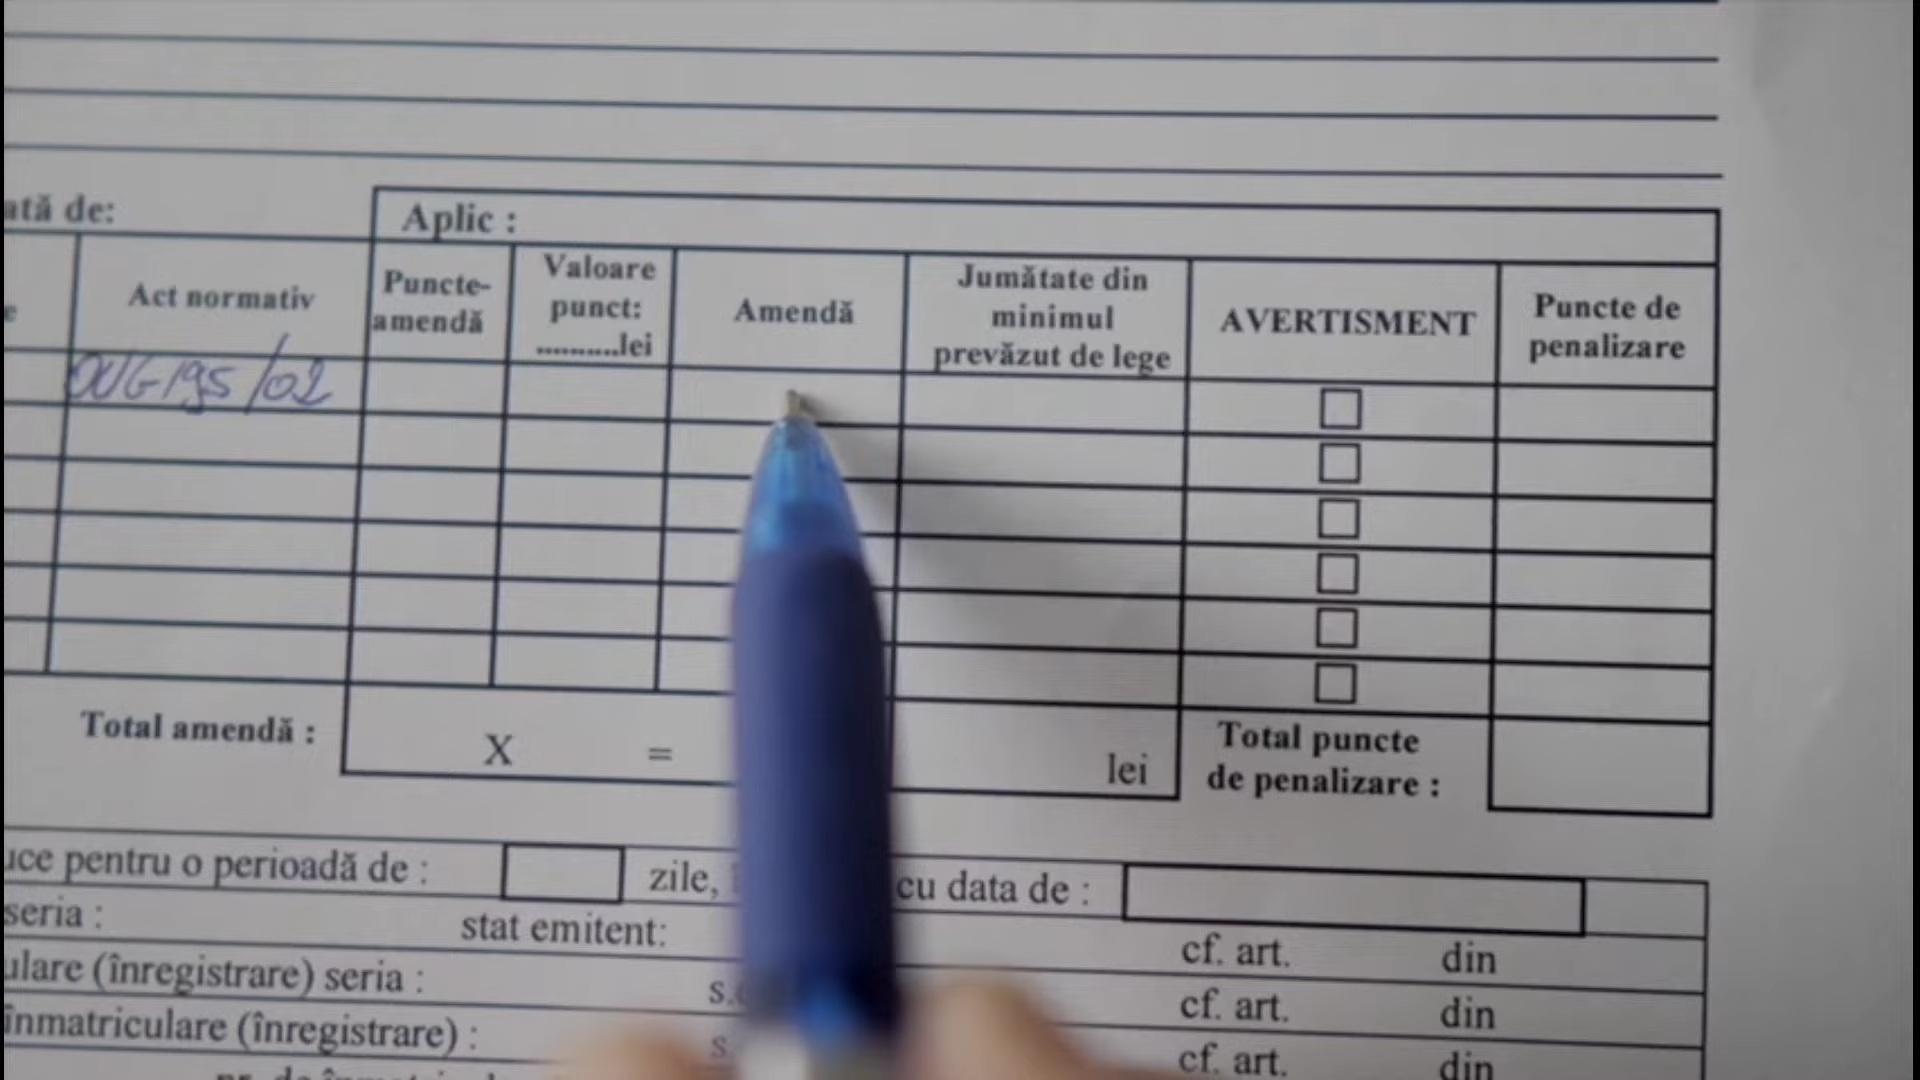 ată de:
Aplic :
e
Act normativ
Puncte-
amendă
Valoare
punct:
..........lei
Amendă
Jumătate din
minimul
prevăzut de lege
AVERTISMENT
Puncte de
penalizare
OUG 195/02
Total amendă :
X =
lei
Total puncte
de penalizare :
uce pentru o perioadă de : zile, cu data de :
seria : stat emitent: cf. art. din
ulare (înregistrare) seria : cf. art. din
înmatriculare (înregistrare) : cf. art. din